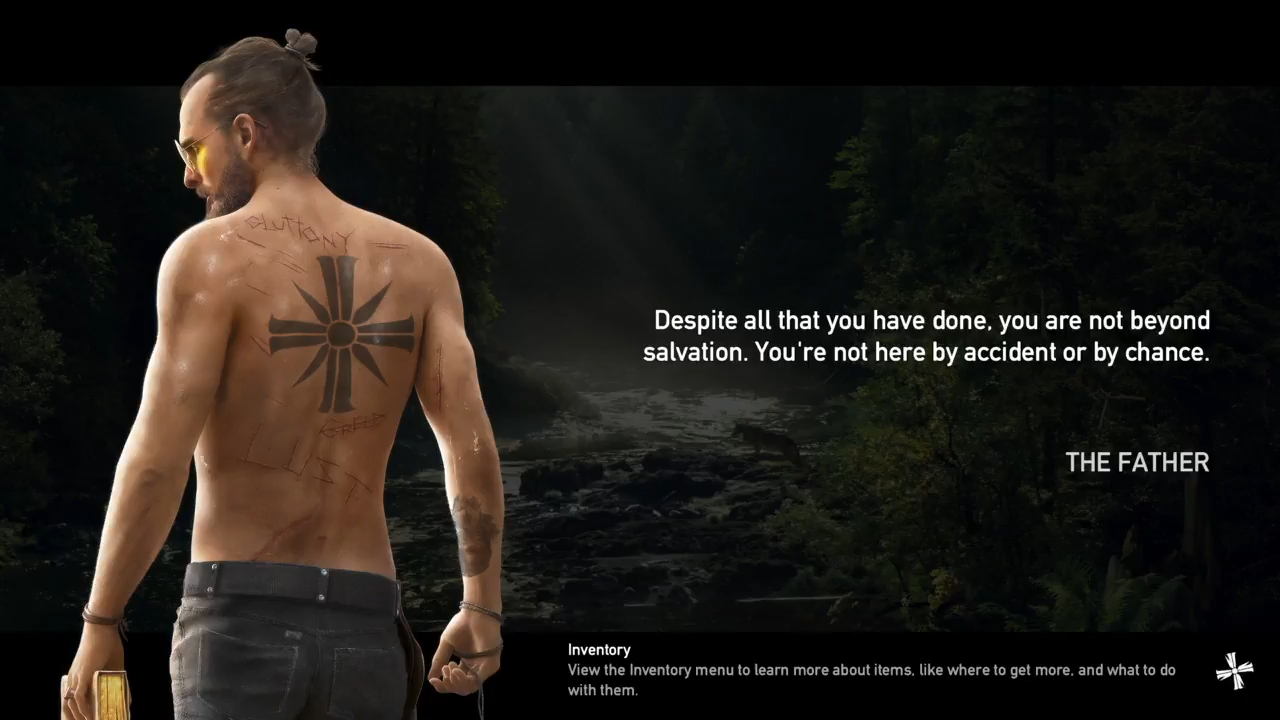 GLUTTONY
GREED
LUST
Despite all that you have done, you are not beyond
salvation. You're not here by accident or by chance.
THE FATHER
Inventory
View the Inventory menu to learn more about items, like where to get more, and what to do
with them.